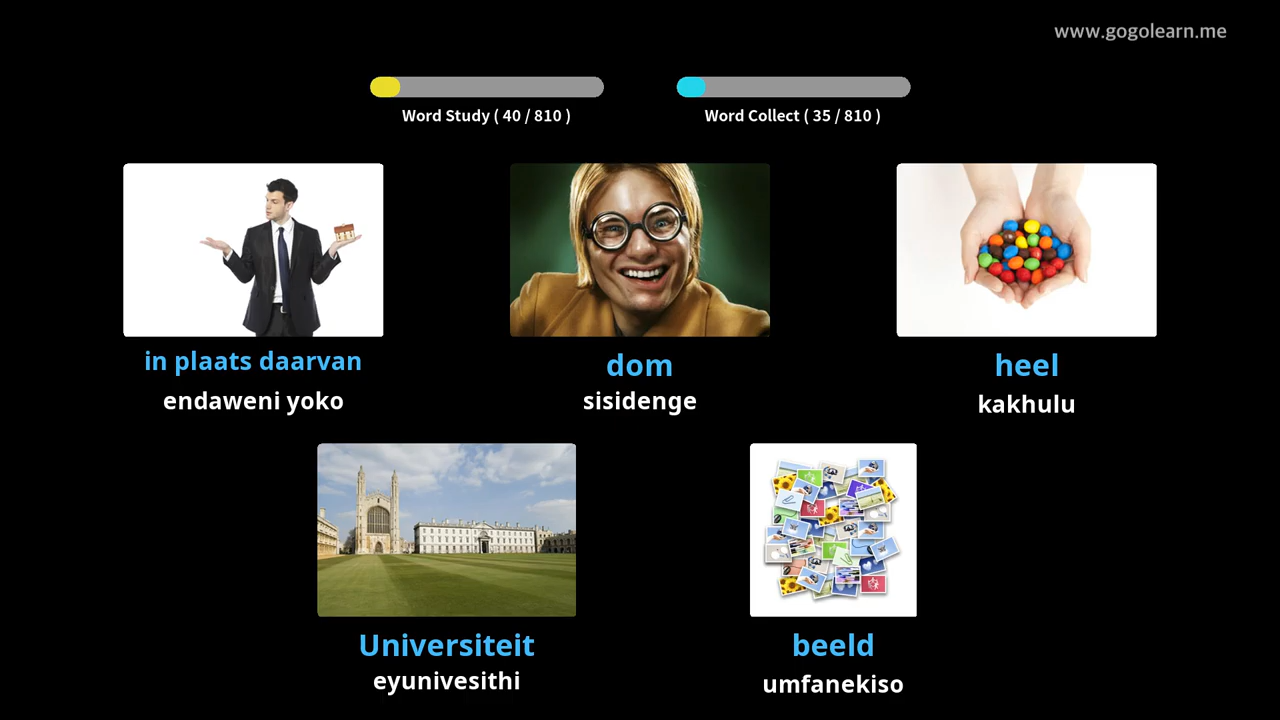 www.gogolearn.me
Word Study ( 40 / 810 )
Word Collect ( 35 / 810 )
in plaats daarvan
endaweni yoko
dom
sisidenge
heel
kakhulu
Universiteit
eyunivesithi
beeld
umfanekiso